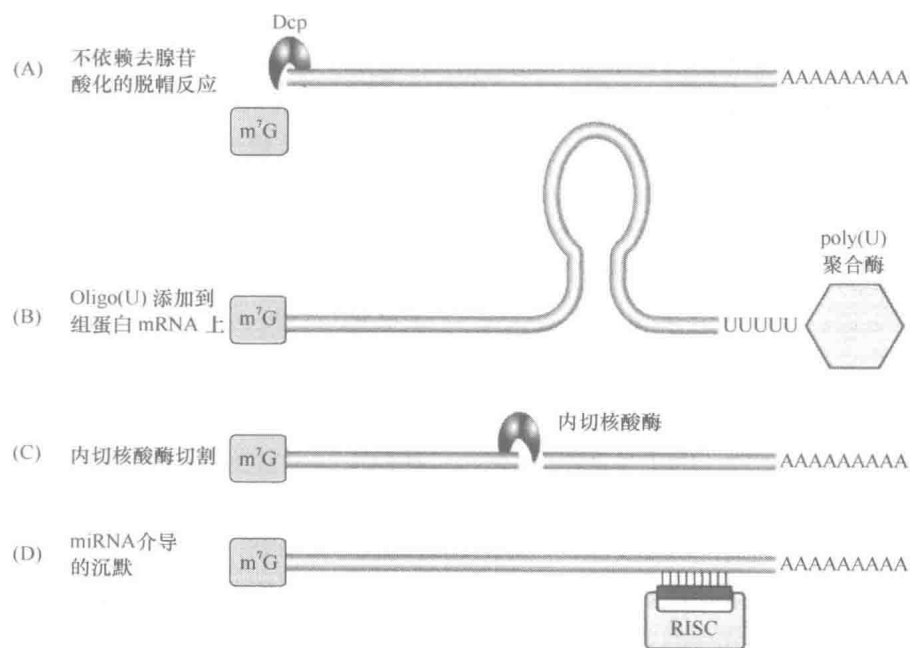 Dcp
(A) 不依赖去腺苷
酸化的脱帽反应
AAAAAAAAA
m⁷G
poly(U)
聚合酶
(B) Oligo(U) 添加到
组蛋白 mRNA 上
m⁷G
UUUUU
内切核酸酶
(C) 内切核酸酶切割
m⁷G
AAAAAAAAA
(D) miRNA介导
的沉默
m⁷G
AAAAAAAAA
RISC